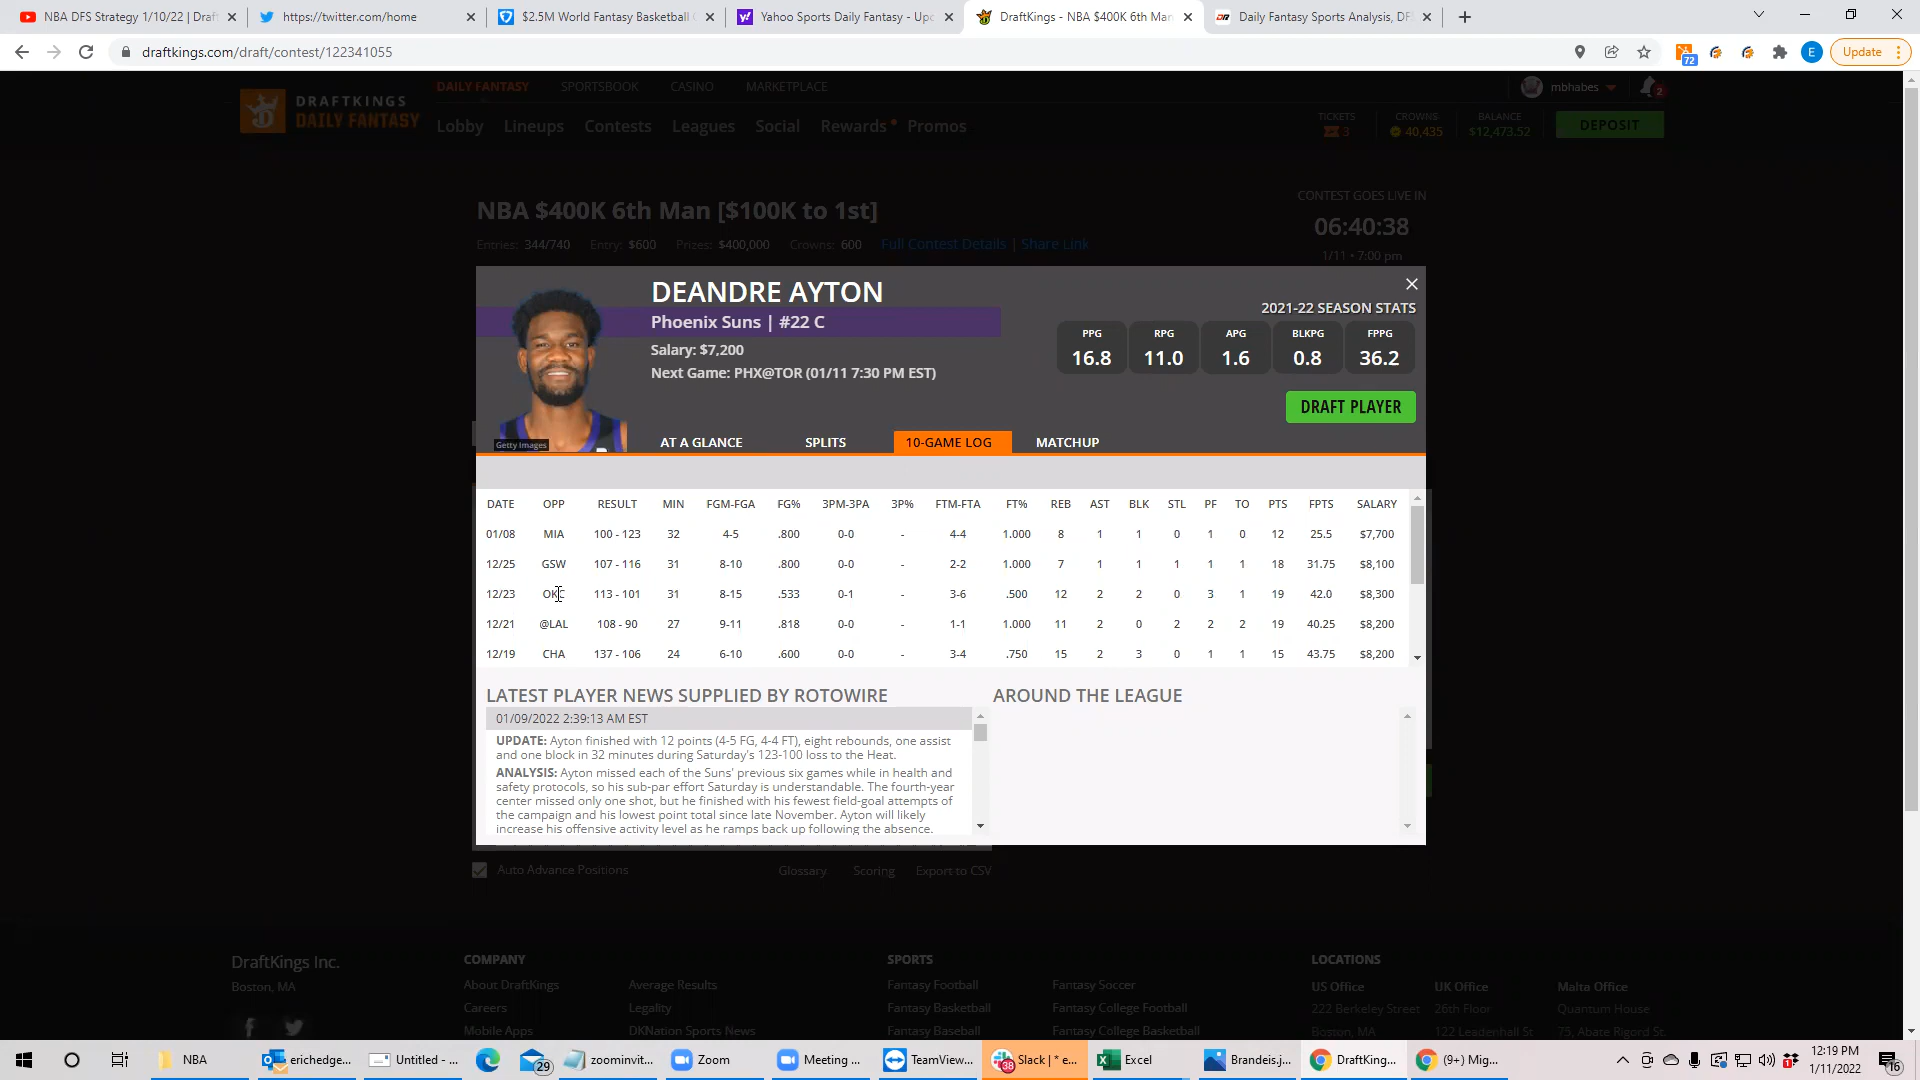 NBA DFS Strategy 1/10/22 | Draf
https://twitter.com/home
$2.5M World Fantasy Basketball
Yahoo Sports Daily Fantasy - Upc
DraftKings - NBA $400K 6th Man
Daily Fantasy Sports Analysis, DF
draftkings.com/draft/contest/122341055
72
E
Update
DRAFTKINGS
DAILY FANTASY
DAILY FANTASY SPORTSBOOK CASINO MARKETPLACE
mbhabes
2
Lobby Lineups Contests Leagues Social Rewards Promos
TICKETS
3
CROWNS
40,435
BALANCE
$12,473.52
DEPOSIT
NBA $400K 6th Man [$100K to 1st]
CONTEST GOES LIVE IN
06:40:38
1/11 • 7:00 pm
Entries: 344/740 Entry: $600 Prizes: $400,000 Crowns: 600 Full Contest Details | Share Link
DEANDRE AYTON
Phoenix Suns | #22 C
Salary: $7,200
Next Game: PHX@TOR (01/11 7:30 PM EST)
Getty Images
2021-22 SEASON STATS
PPG RPG APG BLKPG FPPG
16.8 11.0 1.6 0.8 36.2
DRAFT PLAYER
AT A GLANCE SPLITS 10-GAME LOG MATCHUP
DATE OPP RESULT MIN FGM-FGA FG% 3PM-3PA 3P% FTM-FTA FT% REB AST BLK STL PF TO PTS FPTS SALARY
01/08 MIA 100 - 123 32 4-5 .800 0-0 - 4-4 1.000 8 1 1 0 1 0 12 25.5 $7,700
12/25 GSW 107 - 116 31 8-10 .800 0-0 - 2-2 1.000 7 1 1 1 1 1 18 31.75 $8,100
12/23 OKC 113 - 101 31 8-15 .533 0-1 - 3-6 .500 12 2 2 0 3 1 19 42.0 $8,300
12/21 @LAL 108 - 90 27 9-11 .818 0-0 - 1-1 1.000 11 2 0 2 2 2 19 40.25 $8,200
12/19 CHA 137 - 106 24 6-10 .600 0-0 - 3-4 .750 15 2 3 0 1 1 15 43.75 $8,200
LATEST PLAYER NEWS SUPPLIED BY ROTOWIRE
AROUND THE LEAGUE
01/09/2022 2:39:13 AM EST
UPDATE: Ayton finished with 12 points (4-5 FG, 4-4 FT), eight rebounds, one assist
and one block in 32 minutes during Saturday's 123-100 loss to the Heat.
ANALYSIS: Ayton missed each of the Suns' previous six games while in health and
safety protocols, so his sub-par effort Saturday is understandable. The fourth-year
center missed only one shot, but he finished with his fewest field-goal attempts of
the campaign and his lowest point total since late November. Ayton will likely
increase his offensive activity level as he ramps back up following the absence.
Auto Advance Positions
Glossary Scoring Export to CSV
DraftKings Inc.
Boston, MA
COMPANY
About DraftKings Average Results
Careers Legality
Mobile Apps DKNation Sports News
SPORTS
Fantasy Football Fantasy Soccer
Fantasy Basketball Fantasy College Football
Fantasy Baseball Fantasy College Basketball
LOCATIONS
US Office UK Office Malta Office
222 Berkeley Street 26th Floor Quantum House
Boston, MA 122 Leadenhall St 75, Abate Rigord St.
NBA
erichedge...
Untitled - ...
29
zoominvit...
Zoom
Meeting ...
TeamView...
38
Slack | * e...
Excel
Brandeis.j...
DraftKing...
(9+) Mig...
12:19 PM
1/11/2022
16